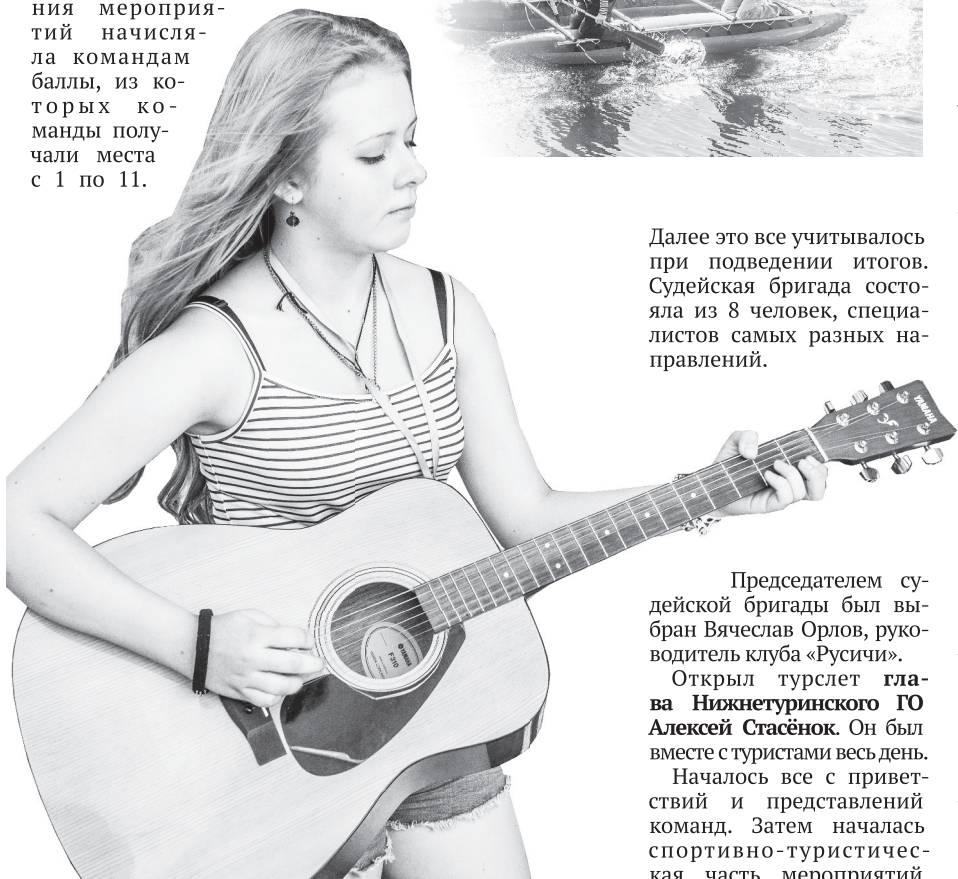 ния мероприя-
тий начисля-
ла командам
баллы, из ко-
торых ко-
манды полу-
чали места
с 1 по 11.
Далее это все учитывалось
при подведении итогов.
Судейская бригада состо-
яла из 8 человек, специа-
листов самых разных на-
правлений.
YAMAHA
YAMAHA
F310
Председателем су-
дейской бригады был вы-
бран Вячеслав Орлов, руко-
водитель клуба «Русичи».
Открыл турслет гла-
ва Нижнетуринского ГО
Алексей Стасёнок. Он был
вместе с туристами весь день.
Началось все с привет-
ствий и представлений
команд. Затем началась
спортивно-туристичес-
кая часть мероприятий